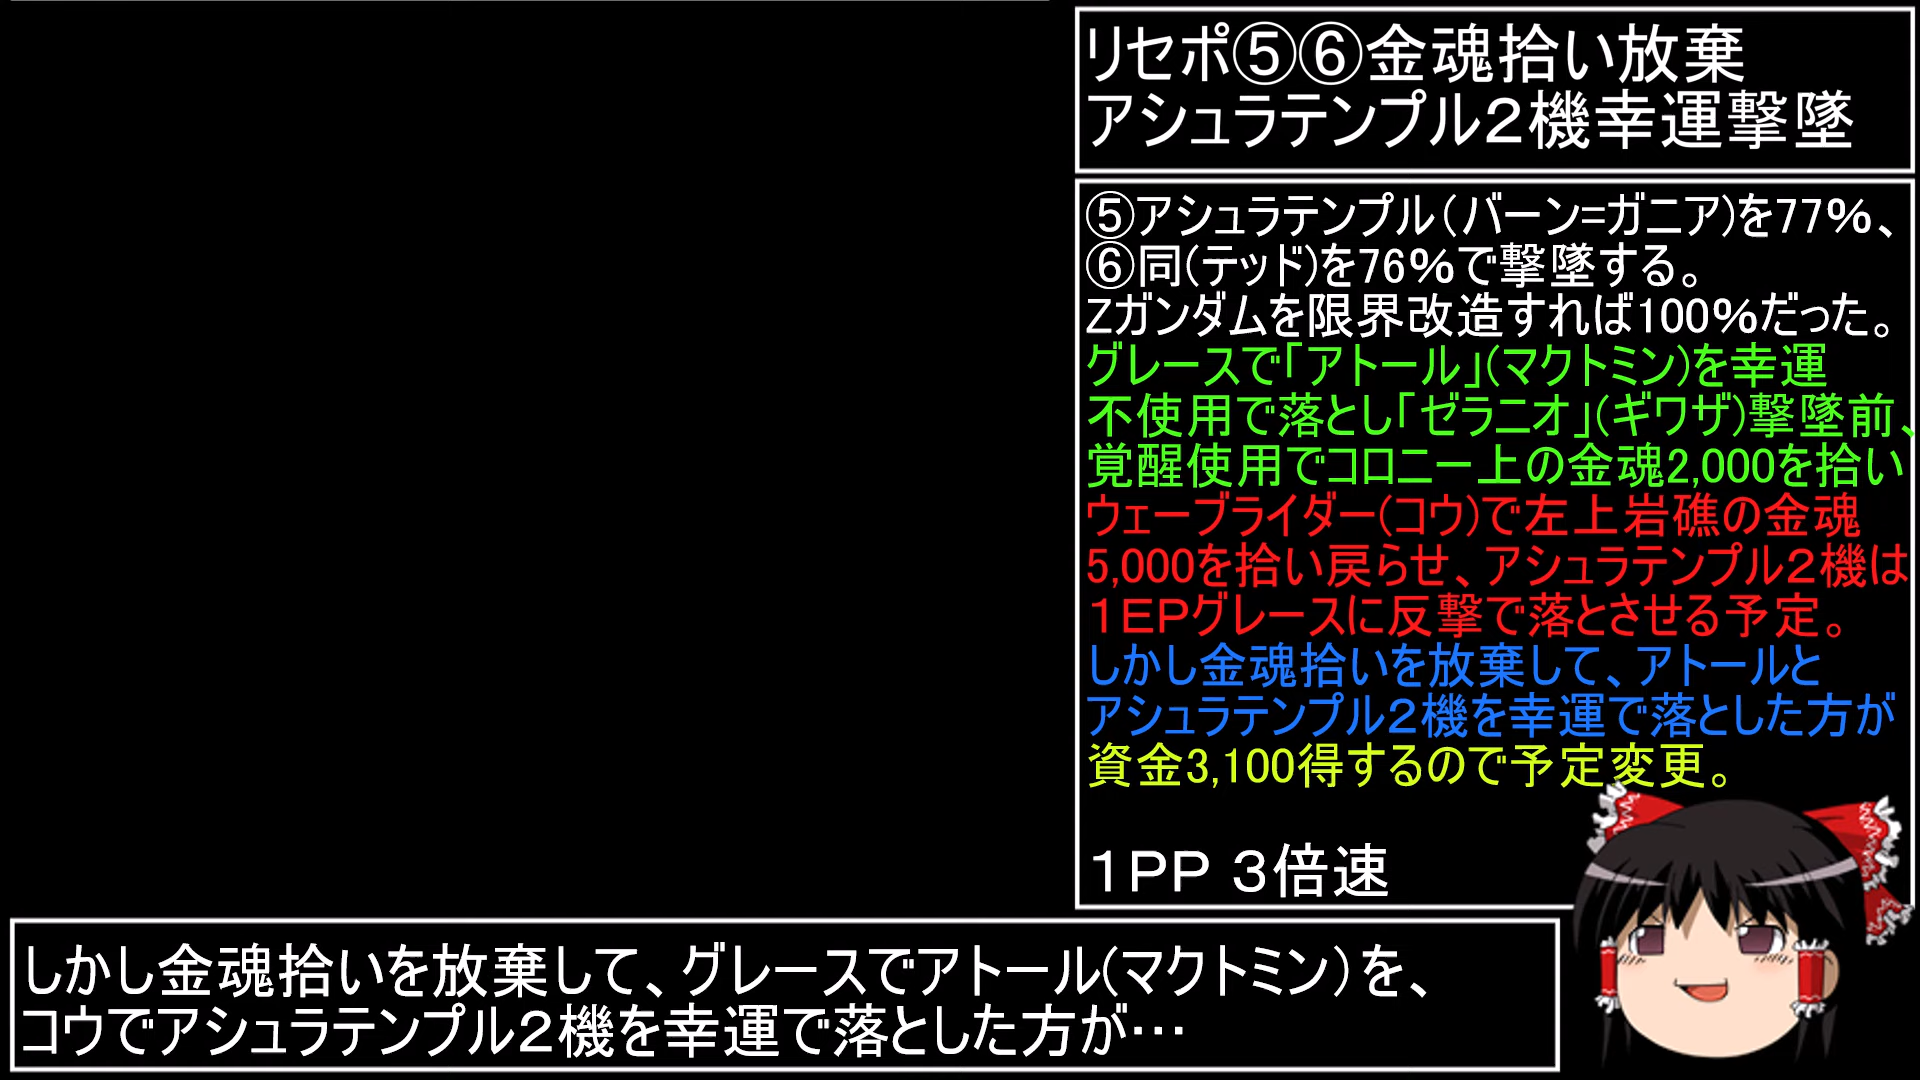 リセポ⑤⑥金魂拾い放棄
アシュラテンプル２機幸運撃墜
⑤アシュラテンプル（バーン=ガニア)を77％、
⑥同(テッド)を76％で撃墜する。
Zガンダムを限界改造すれば100％だった。
グレースで｢アトール｣(マクトミン)を幸運
不使用で落とし｢ゼラニオ｣(ギワザ)撃墜前、
覚醒使用でコロニー上の金魂2,000を拾い
ウェーブライダー(コウ)で左上岩礁の金魂
5,000を拾い戻らせ、アシュラテンプル２機は
１EPグレースに反撃で落とさせる予定。
しかし金魂拾いを放棄して、アトールと
アシュラテンプル２機を幸運で落とした方が
資金3,100得するので予定変更。
１PP ３倍速
しかし金魂拾いを放棄して、グレースでアトール(マクトミン）を、
コウでアシュラテンプル２機を幸運で落とした方が…